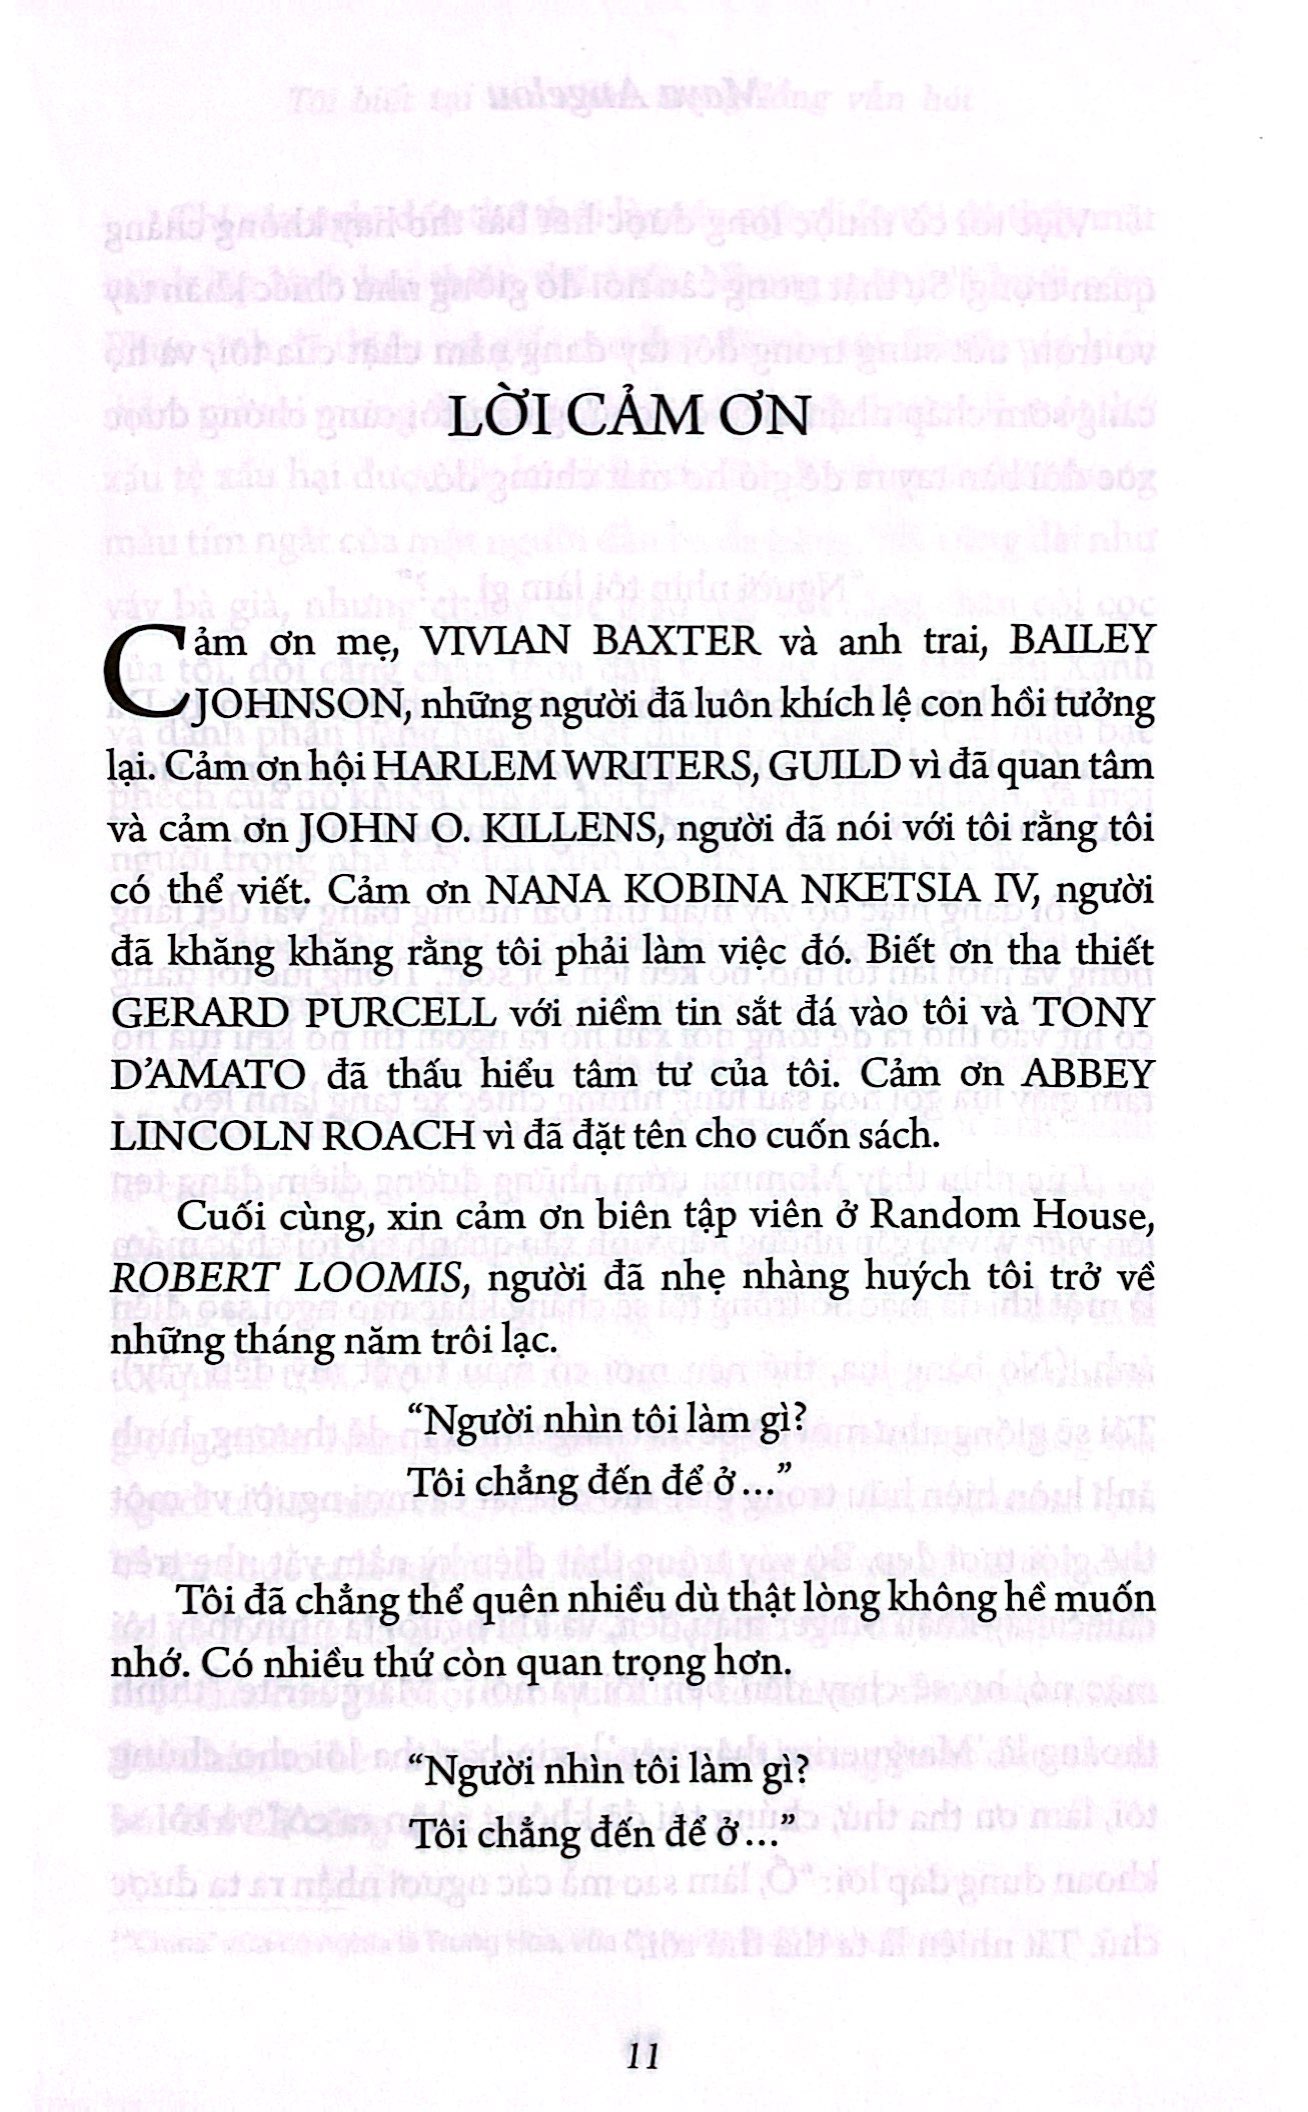 LỜI CẢM ƠN
Cảm ơn mẹ, VIVIAN BAXTER và anh trai, BAILEY
JOHNSON, những người đã luôn khích lệ con hồi tưởng
lại. Cảm ơn hội HARLEM WRITERS, GUILD vì đã quan tâm
và cảm ơn JOHN O. KILLENS, người đã nói với tôi rằng tôi
có thể viết. Cảm ơn NANA KOBINA NKETSIA IV, người
đã khăng khăng rằng tôi phải làm việc đó. Biết ơn tha thiết
GERARD PURCELL với niềm tin sắt đá vào tôi và TONY
D’AMATO đã thấu hiểu tâm tư của tôi. Cảm ơn ABBEY
LINCOLN ROACH vì đã đặt tên cho cuốn sách.
Cuối cùng, xin cảm ơn biên tập viên ở Random House,
ROBERT LOOMIS, người đã nhẹ nhàng huých tôi trở về
những tháng năm trôi lạc.
“Người nhìn tôi làm gì?
Tôi chẳng đến để ở...”
Tôi đã chẳng thể quên nhiều dù thật lòng không hề muốn
nhớ. Có nhiều thứ còn quan trọng hơn.
“Người nhìn tôi làm gì?
Tôi chẳng đến để ở...”
11